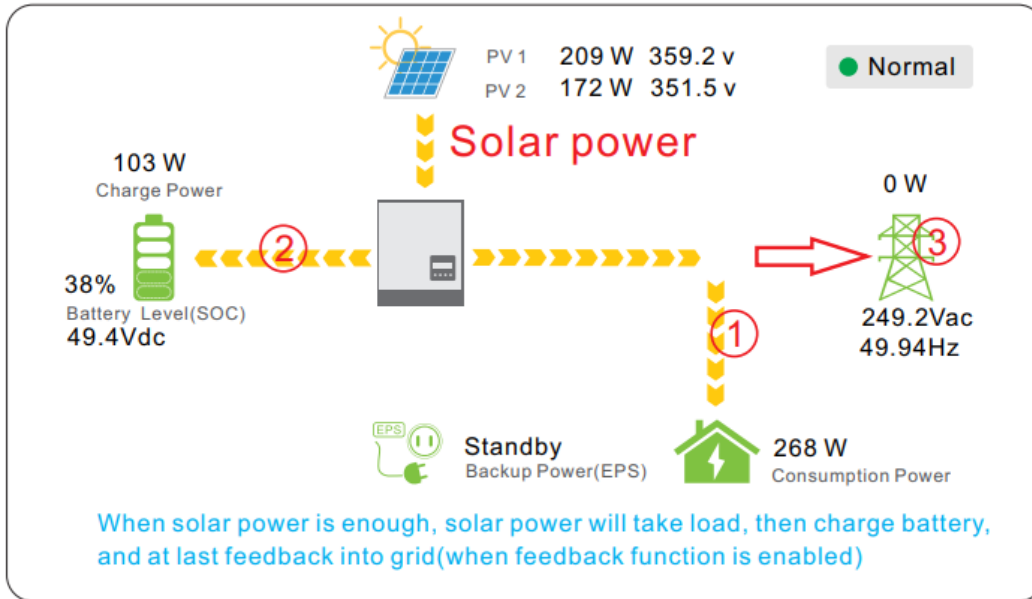 PV 1 209 W 359.2 v
PV 2 172 W 351.5 v
Normal
Solar power
103 W
Charge Power
0 W
2
3
38%
Battery Level(SOC)
49.4Vdc
249.2Vac
49.94Hz
1
EPS
Standby
Backup Power(EPS)
268 W
Consumption Power
When solar power is enough, solar power will take load, then charge battery,
and at last feedback into grid(when feedback function is enabled)